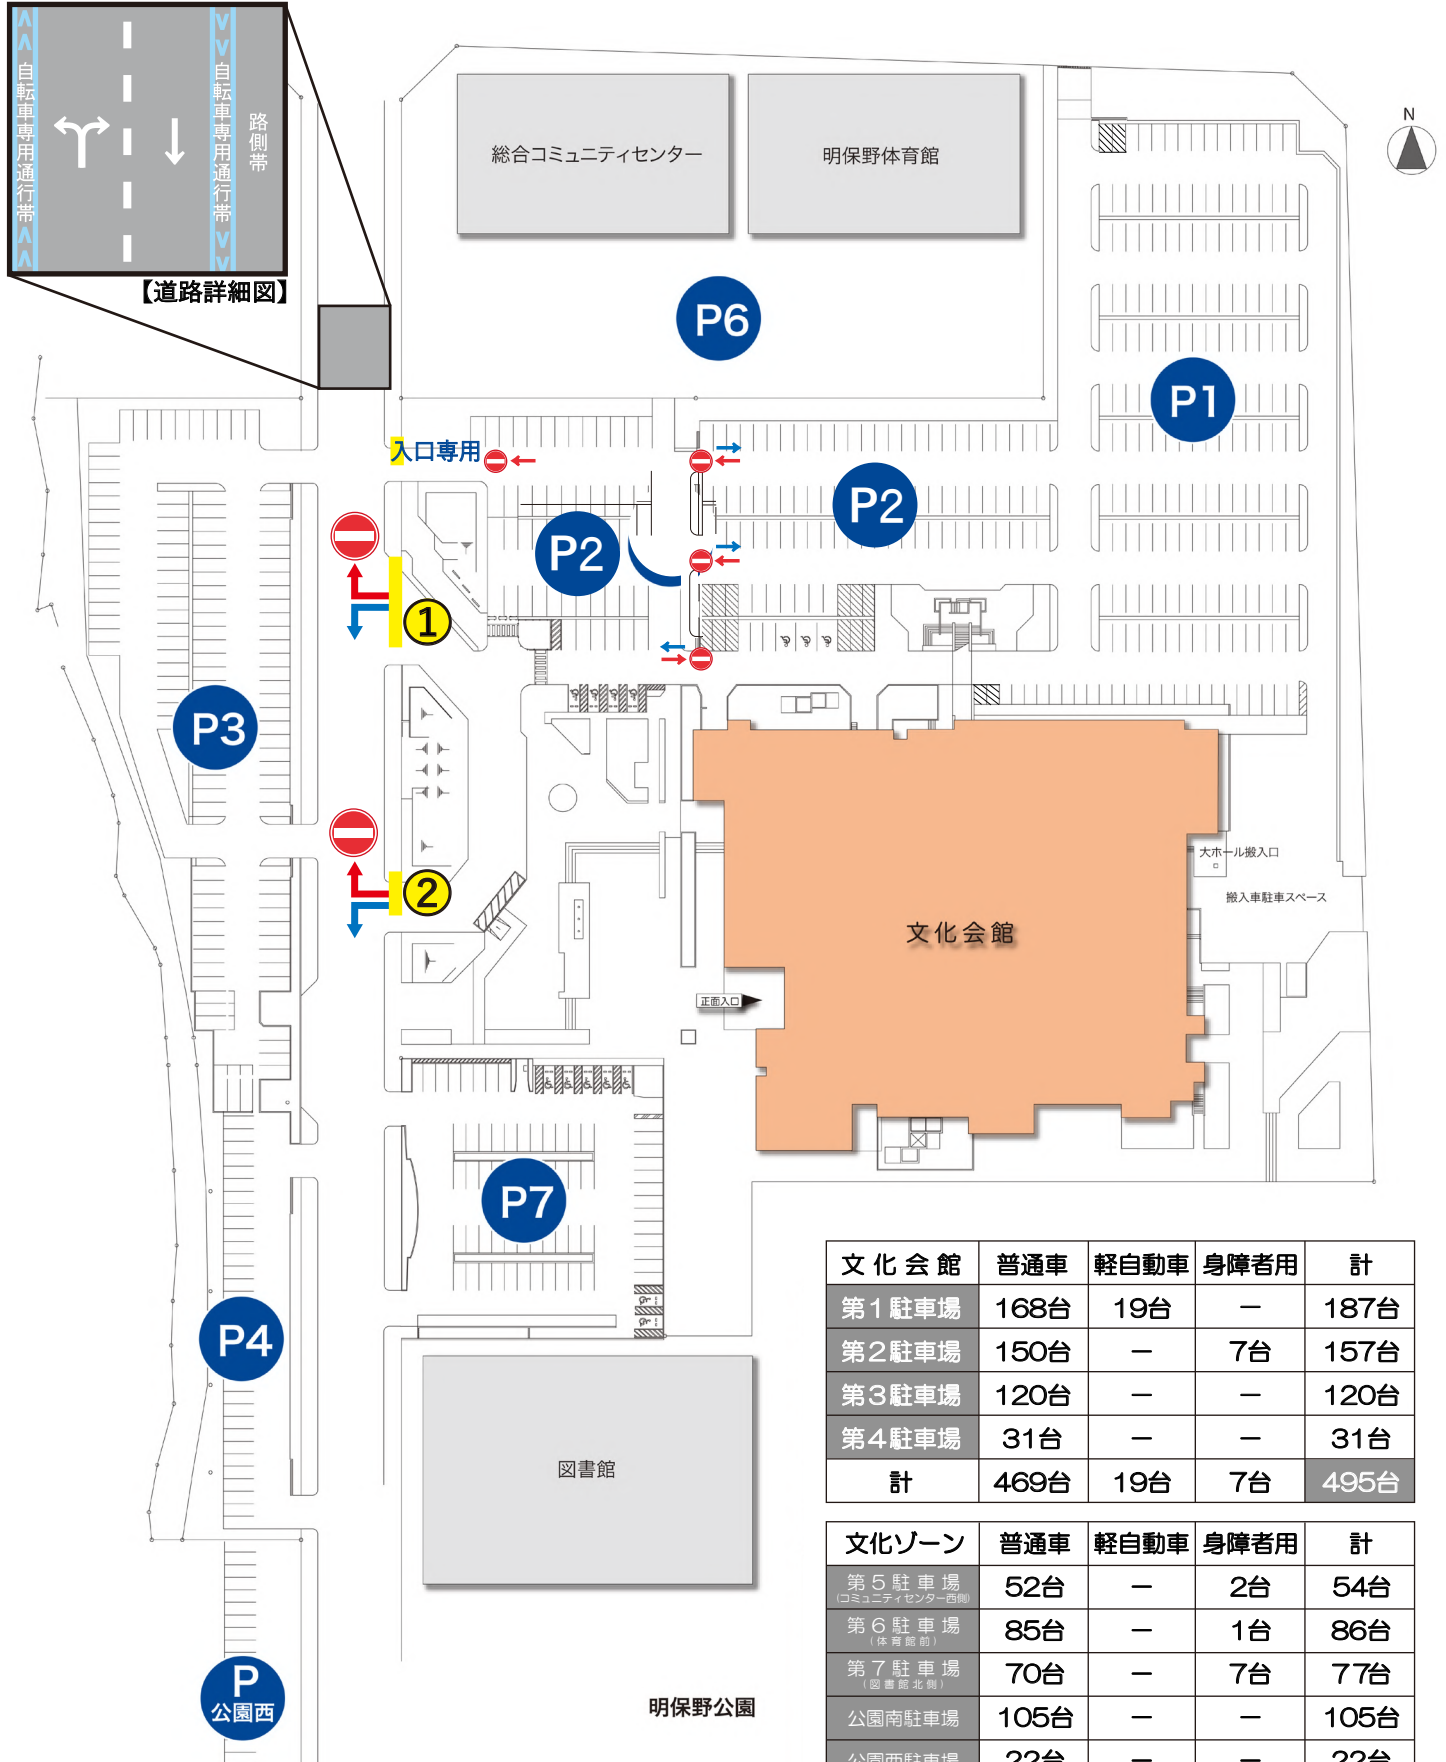 自転車専用通行帯
自転車専用通行帯
路側帯
【道路詳細図】
N
総合コミュニティセンター
明保野体育館
P6
P1
入口専用
P2
P2
①
P3
②
大ホール搬入口
搬入車駐車スペース
文化会館
正面入口
P7
P4
図書館
P
公園西
明保野公園
文化会館 普通車 軽自動車 身障者用 計
第1駐車場 168台 19台 － 187台
第2駐車場 150台 － 7台 157台
第3駐車場 120台 － － 120台
第4駐車場 31台 － － 31台
計 469台 19台 7台 495台
文化ゾーン 普通車 軽自動車 身障者用 計
第5駐車場 52台 － 2台 54台
(コミュニティセンター西側)
第6駐車場 85台 － 1台 86台
(体育館前)
第7駐車場 70台 － 7台 77台
(図書館北側)
公園南駐車場 105台 － － 105台
公園西駐車場 22台 － － 22台